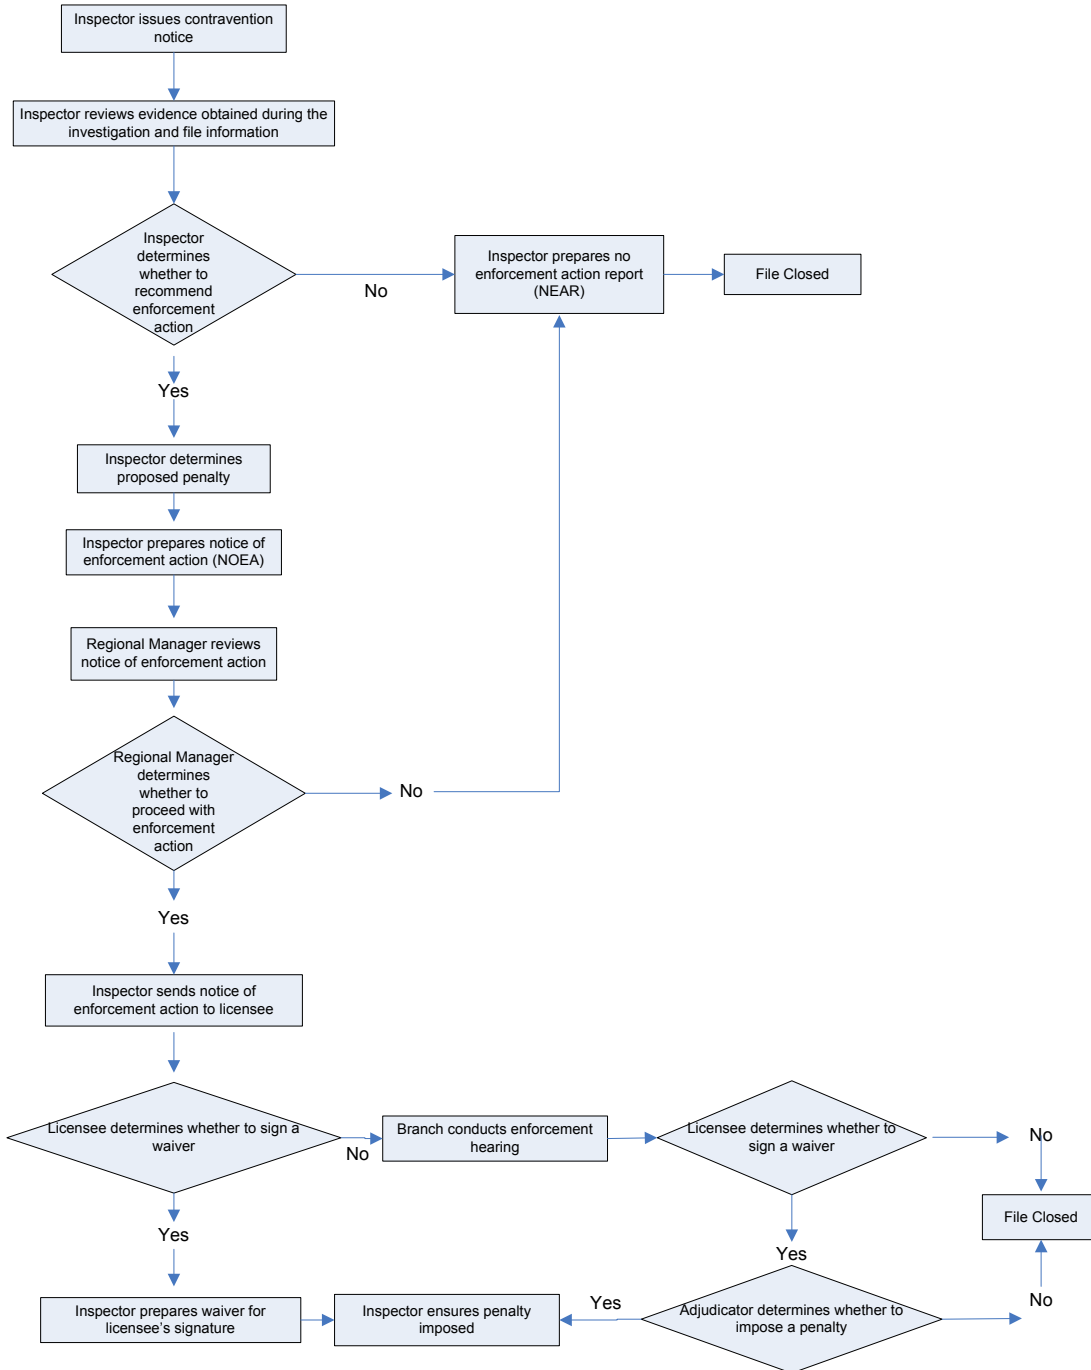 Inspector issues contravention
notice
Inspector reviews evidence obtained during the
investigation and file information
Inspector
determines
whether to
recommend
enforcement
action
No
Inspector prepares no
enforcement action report
(NEAR)
File Closed
Yes
Inspector determines
proposed penalty
Inspector prepares notice of
enforcement action (NOEA)
Regional Manager reviews
notice of enforcement action
Regional Manager
determines
whether to
proceed with
enforcement
action
No
Yes
Inspector sends notice of
enforcement action to licensee
Licensee determines whether to sign a
waiver
No
Branch conducts enforcement
hearing
Licensee determines whether to
sign a waiver
No
File Closed
Yes
Yes
Inspector prepares waiver for
licensee's signature
Inspector ensures penalty
imposed
Yes
Adjudicator determines whether to
impose a penalty
No